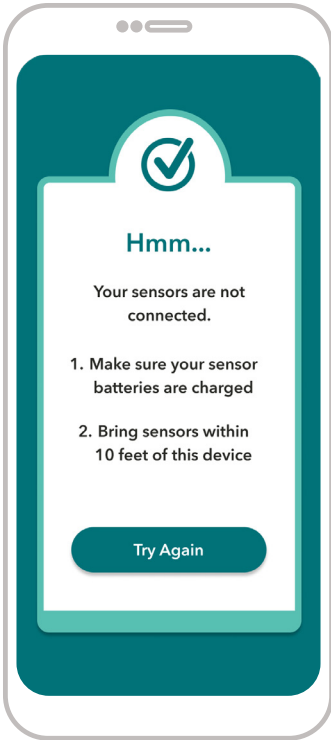 Hmm...
Your sensors are not
connected.
1. Make sure your sensor
batteries are charged
2. Bring sensors within
10 feet of this device
Try Again